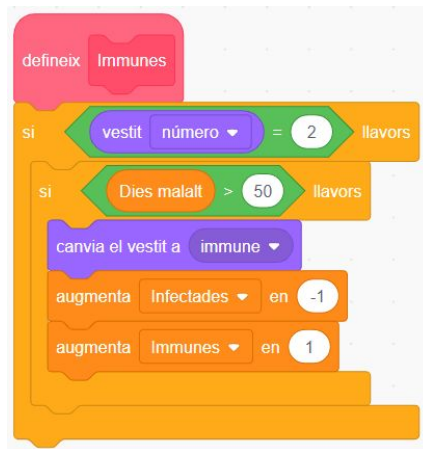 defineix Immunes
si vestit número = 2 llavors
si Dies malalt > 50 llavors
canvia el vestit a immune
augmenta Infectades en -1
augmenta Immunes en 1